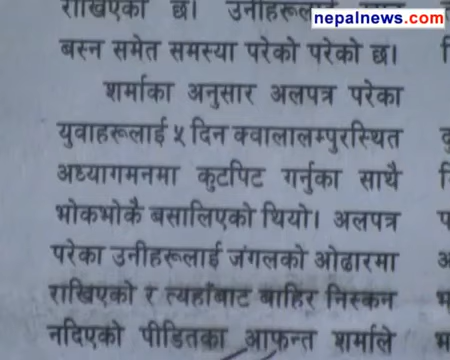 nepalnews.com
राखिएको छ। उनीहरूलाई
बस्न समेत समस्या परेको परेको छ।
शर्माका अनुसार अलपत्र परेका
युवाहरूलाई ५ दिन क्वालालम्पुरस्थित
अध्यागमनमा कुटपिट गर्नुका साथै
भोकभोकै बसालिएको थियो। अलपत्र
परेका उनीहरूलाई जंगलको ओढारमा
राखिएको र त्यहाँबाट बाहिर निस्कन
नदिएको पीडितका आफन्त शर्माले